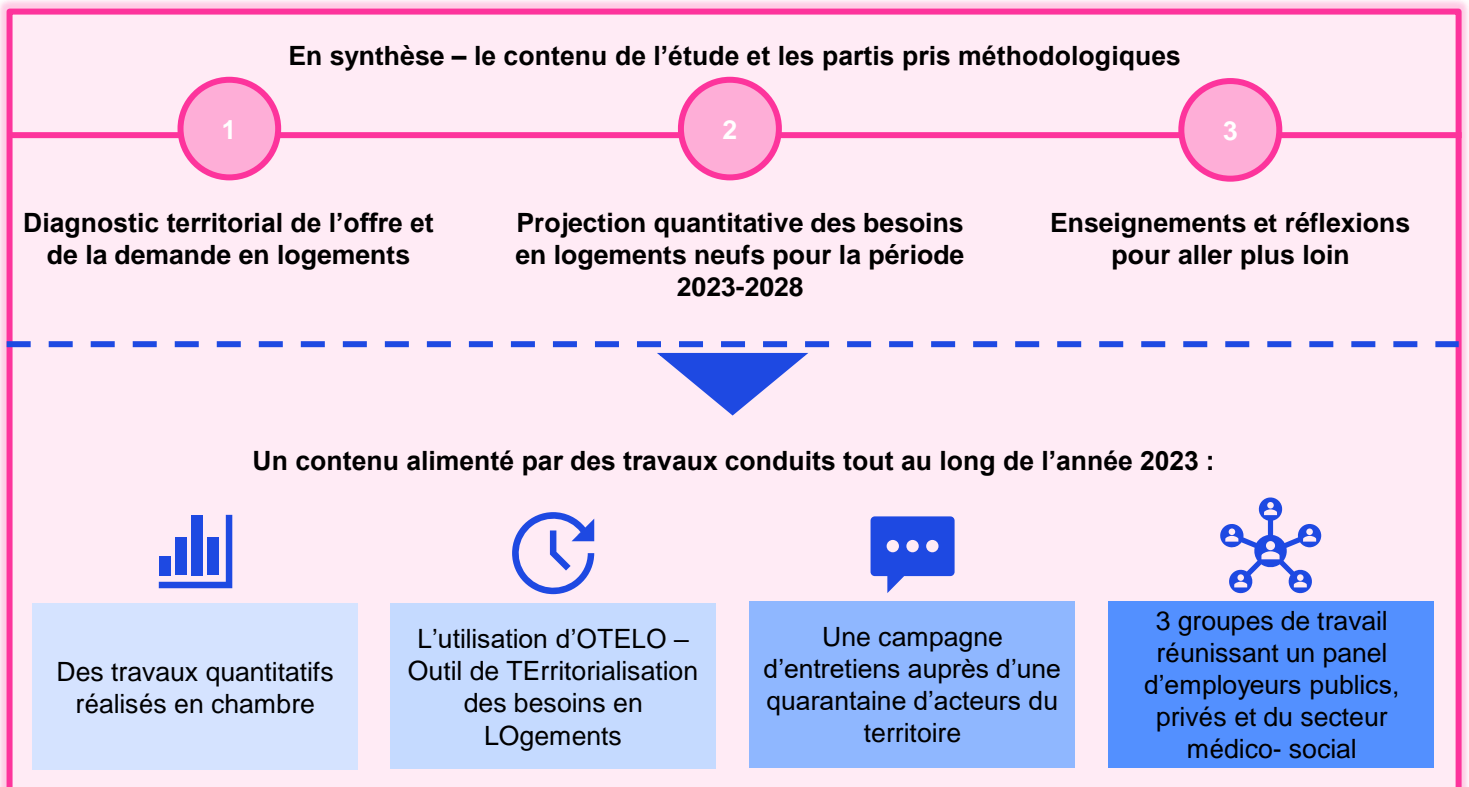 En synthèse – le contenu de l'étude et les partis pris méthodologiques
1
2
3
Diagnostic territorial de l'offre et
de la demande en logements
Projection quantitative des besoins
en logements neufs pour la période
2023-2028
Enseignements et réflexions
pour aller plus loin
Un contenu alimenté par des travaux conduits tout au long de l'année 2023 :
Des travaux quantitatifs
réalisés en chambre
L'utilisation d'OTELO –
Outil de TErritorialisation
des besoins en
LOgements
Une campagne
d'entretiens auprès d'une
quarantaine d'acteurs du
territoire
3 groupes de travail
réunissant un panel
d'employeurs publics,
privés et du secteur
médico- social